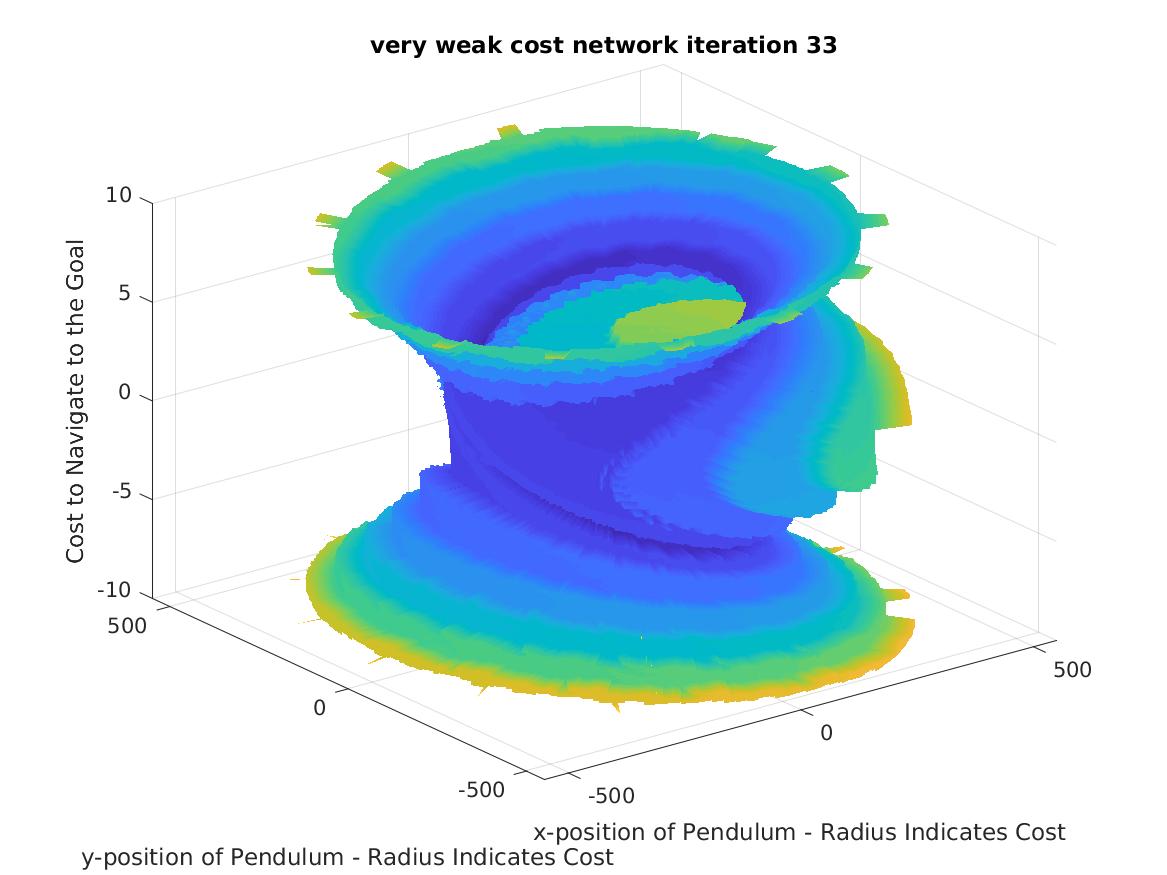 very weak cost network iteration 33
10
5
0
-5
-10
Cost to Navigate to the Goal
500
0
-500
-500
0
500
x-position of Pendulum - Radius Indicates Cost
y-position of Pendulum - Radius Indicates Cost